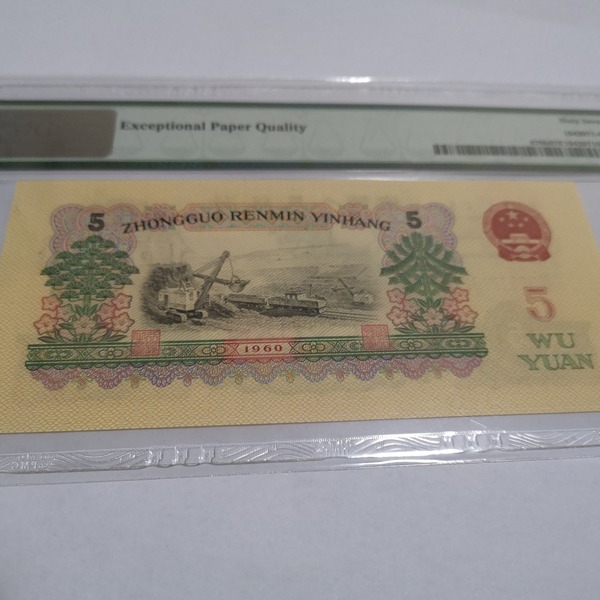 Exceptional Paper Quality
5 ZHONGGUO RENMIN YINHANG 5
5
WU
YUAN
1960